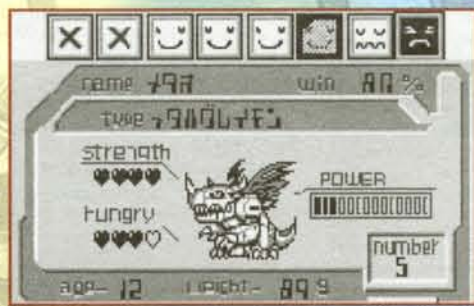 name win 80 %
type メタルグレイモン
strength
POWER
hungry
number
5
age- 12 weight- 89 g